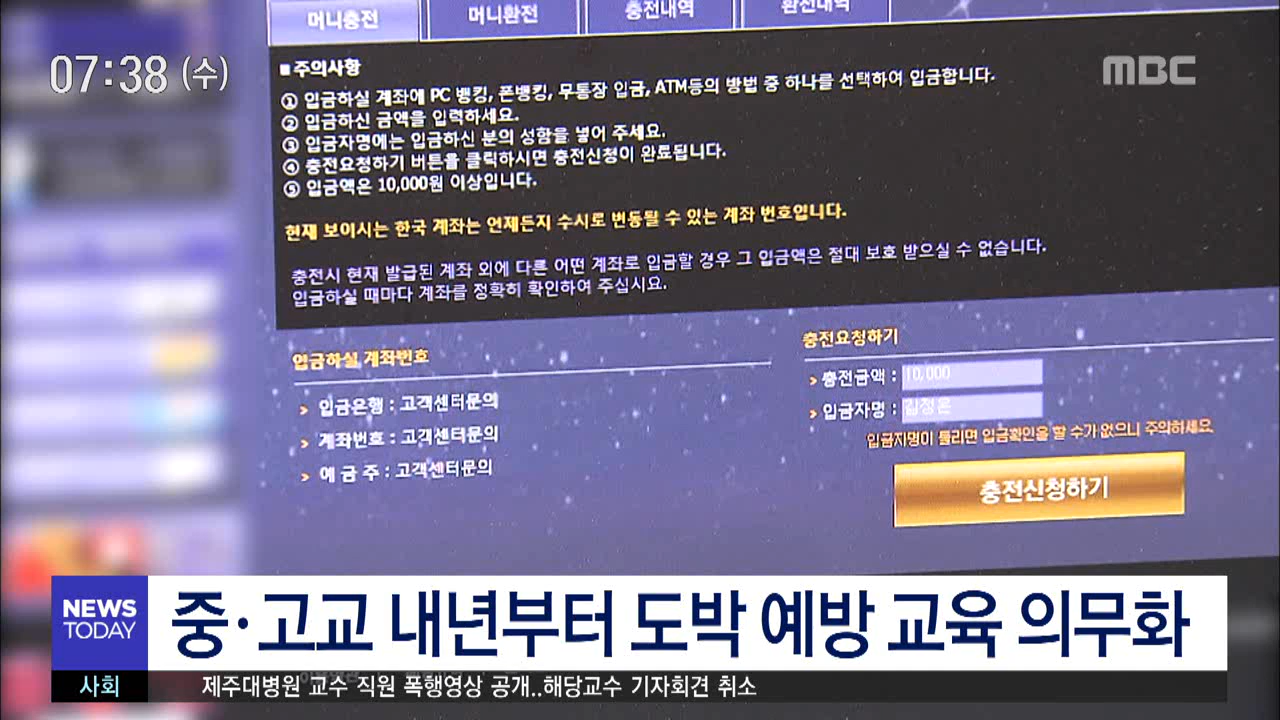 머니충전 머니환전 충전내역 환전내역
07:38 (수)
MBC
■ 주의사항
① 입금하실 계좌에 PC 뱅킹, 폰뱅킹, 무통장 입금, ATM등의 방법 중 하나를 선택하여 입금합니다.
② 입금하신 금액을 입력하세요.
③ 입금자명에는 입금하신 분의 성함을 넣어 주세요.
④ 충전요청하기 버튼을 클릭하시면 충전신청이 완료됩니다.
⑤ 입금액은 10,000원 이상입니다.
현재 보이시는 한국 계좌는 언제든지 수시로 변동될 수 있는 계좌 번호입니다.
충전시 현재 발급된 계좌 외에 다른 어떤 계좌로 입금할 경우 그 입금액은 절대 보호 받으실 수 없습니다.
입금하실 때마다 계좌를 정확히 확인하여 주십시요.
입금하실 계좌번호
> 입금은행 : 고객센터문의
> 계좌번호 : 고객센터문의
> 예 금 주 : 고객센터문의
충전요청하기
> 충전금액 : 10,000
> 입금자명 : 김정은
입금자명이 틀리면 입금확인을 할 수가 없으니 주의하세요
충전신청하기
NEWS
TODAY
중·고교 내년부터 도박 예방 교육 의무화
사회 제주대병원 교수 직원 폭행영상 공개..해당교수 기자회견 취소